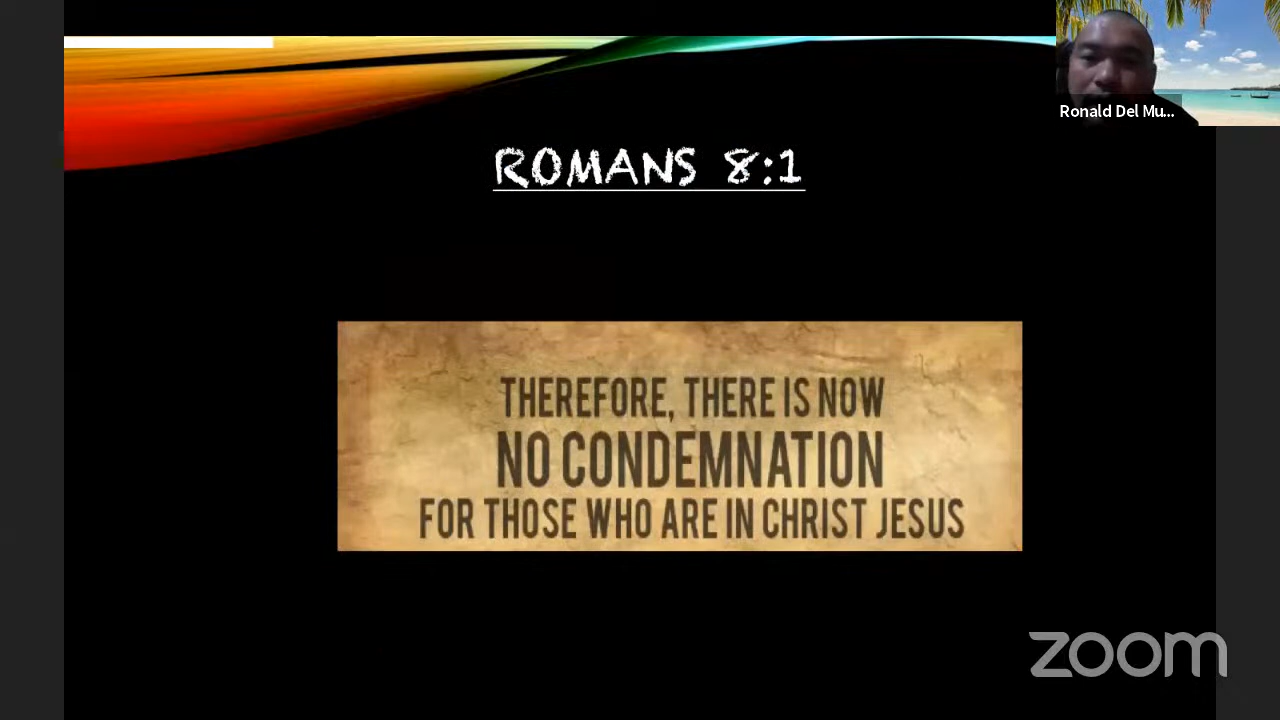 Ronald Del Mu...
ROMANS 8:1
THEREFORE, THERE IS NOW
NO CONDEMNATION
FOR THOSE WHO ARE IN CHRIST JESUS
zoom